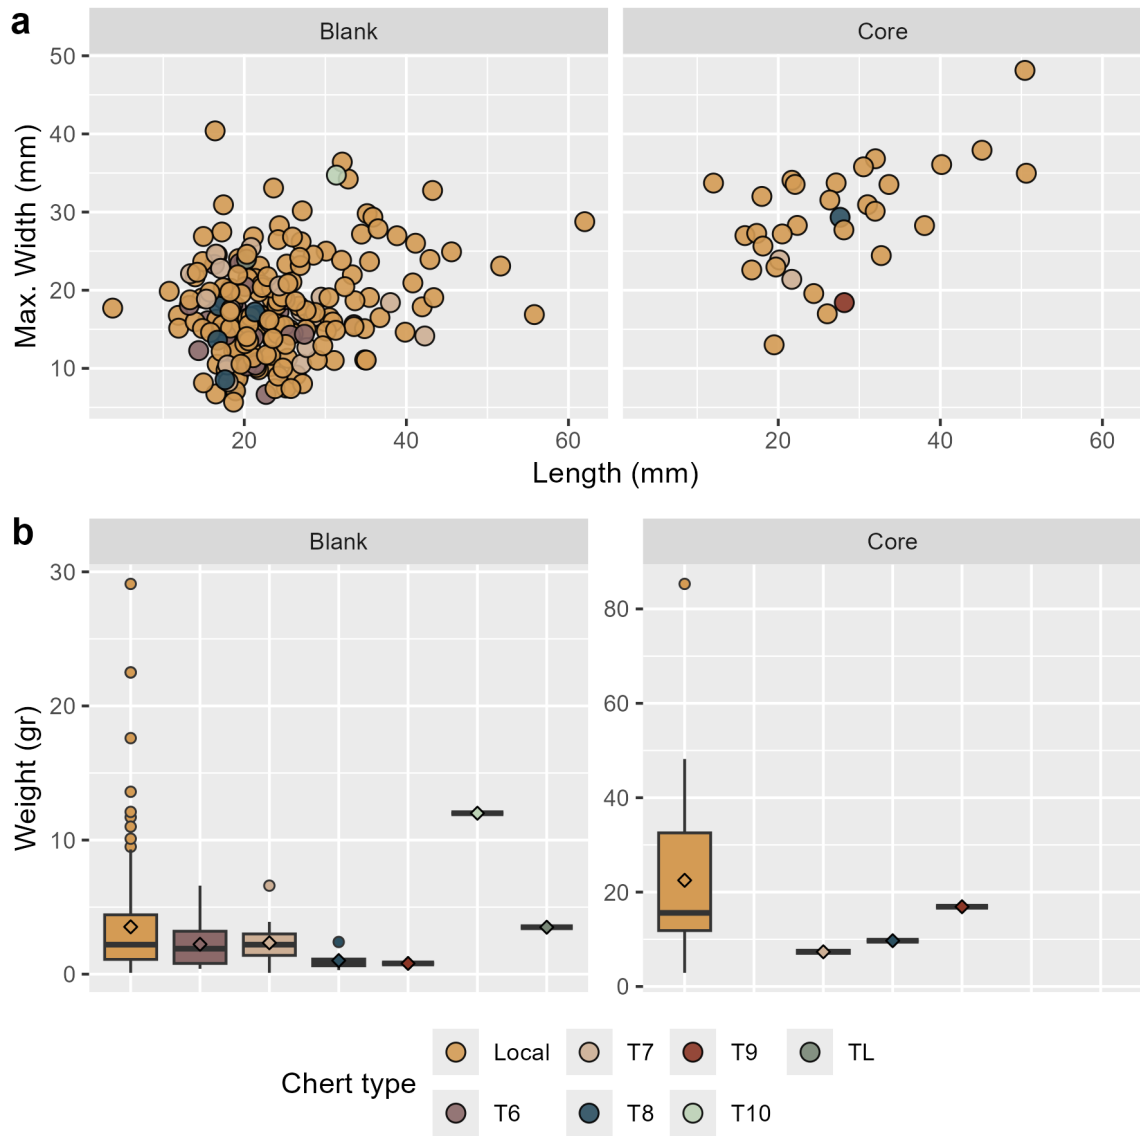 a
Blank
Core
50
40
30
20
10
Max. Width (mm)
20
40
60
20
40
60
Length (mm)
b
Blank
Core
30
20
10
0
Weight (gr)
80
60
40
20
0
Chert type
Local
T7
T9
TL
T6
T8
T10